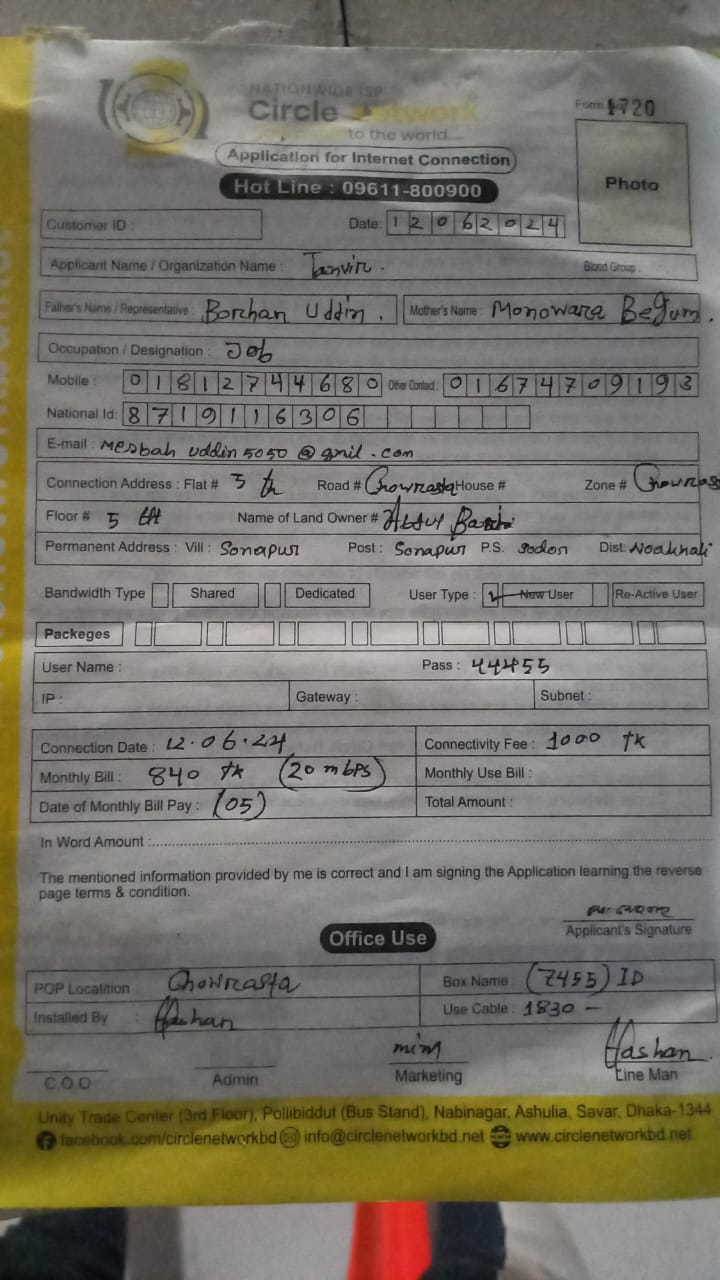 NATIONWIDE ISP
Circle Network
to the world....
Form 1720
Application for Internet Connection
Photo
Hot Line : 09611-800900
Customer ID : Date: 12062024
Applicant Name / Organization Name : Tanvir. Blood Group :
Father's Name / Representative : Borhan Uddin. Mother's Name : Monowara Begum.
Occupation / Designation : Job
Mobile : 01812744680 Other Contact : 01674709193
National Id: 8719116306
E-mail : mesbah uddin5050@gmil.com
Connection Address : Flat # 5 th Road # Chowrasta House # Zone #
Floor # 5 th Name of Land Owner #
Permanent Address : Vill : Sonapur Post : Sonapur P.S. sodor Dist: Noakhali
Bandwidth Type Shared Dedicated User Type : New User Re-Active User
Packeges
User Name : Pass : 44455
IP : Gateway : Subnet :
Connection Date : 12.06.24 Connectivity Fee : 1000 tk
Monthly Bill : 840 tk (20 mbps) Monthly Use Bill :
Date of Monthly Bill Pay : (05) Total Amount :
In Word Amount :
The mentioned information provided by me is correct and I am signing the Application learning the reverse
page terms & condition.
Applicant's Signature
Office Use
POP Locatition Chowrasta Box Name : (7455) ID
Installed By : Hashan Use Cable : 1830 –
mim Hashan
C.O.O Admin Marketing Line Man
Unity Trade Center (3rd Floor), Pollibiddut (Bus Stand), Nabinagar, Ashulia, Savar, Dhaka-1344
facebook.com/circlenetworkbd info@circlenetworkbd.net www.circlenetworkbd.net